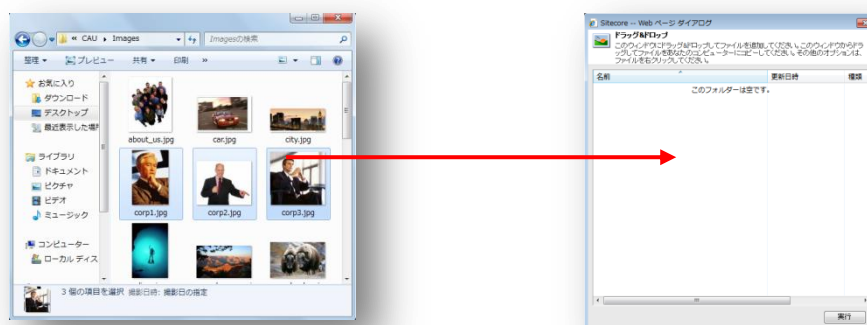 « CAU ▸ Images
Imagesの検索
整理 ▾ プレビュー 共有 ▾ 印刷 »
お気に入り
ダウンロード
デスクトップ
最近表示した場所
ライブラリ
ドキュメント
ピクチャ
ビデオ
ミュージック
コンピューター
ローカル ディス
about_us.jpg car.jpg city.jpg
corp1.jpg corp2.jpg corp3.jpg
3 個の項目を選択 撮影日時: 撮影日の指定
Sitecore -- Web ページ ダイアログ
ドラッグ&ドロップ
このウィンドウにドラッグ&ドロップしてファイルを追加してください。このウィンドウからドラ
ッグしてファイルをあなたのコンピューターにコピーしてください。その他のオプションは、
ファイルを右クリックしてください。
名前 更新日時 種類
このフォルダーは空です。
実行